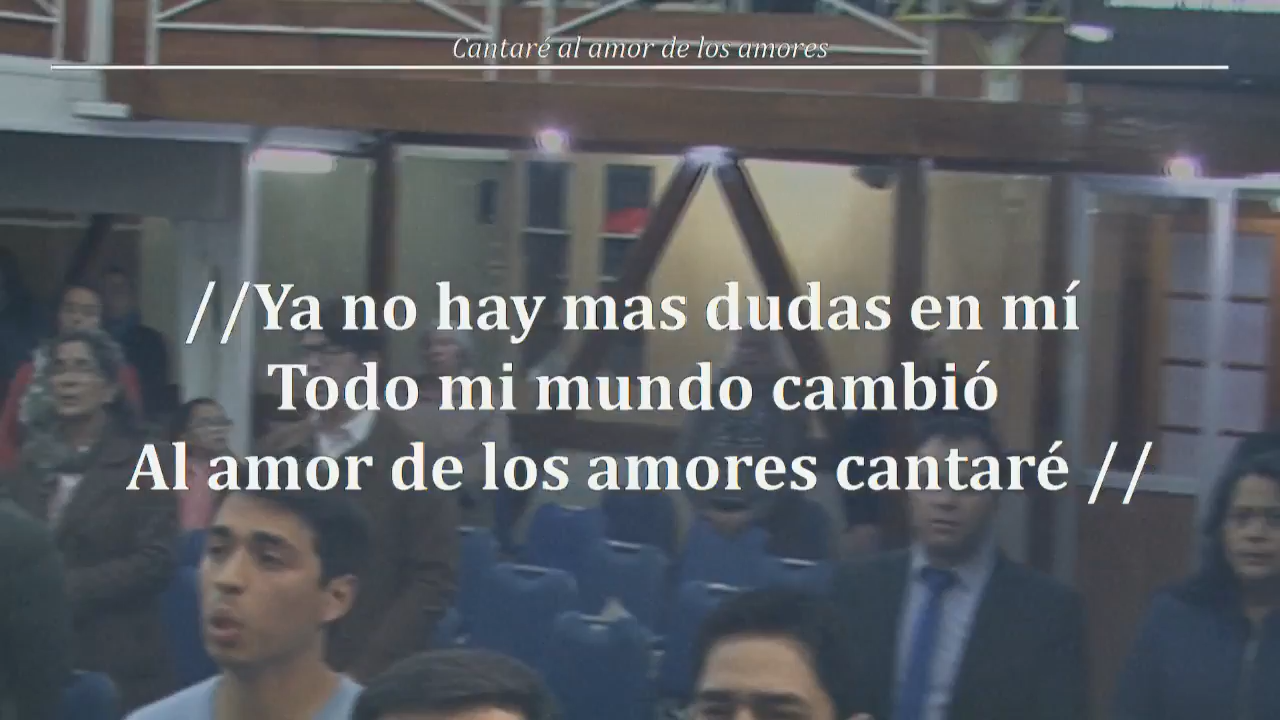 Cantaré al amor de los amores
//Ya no hay mas dudas en mí
Todo mi mundo cambió
Al amor de los amores cantaré //